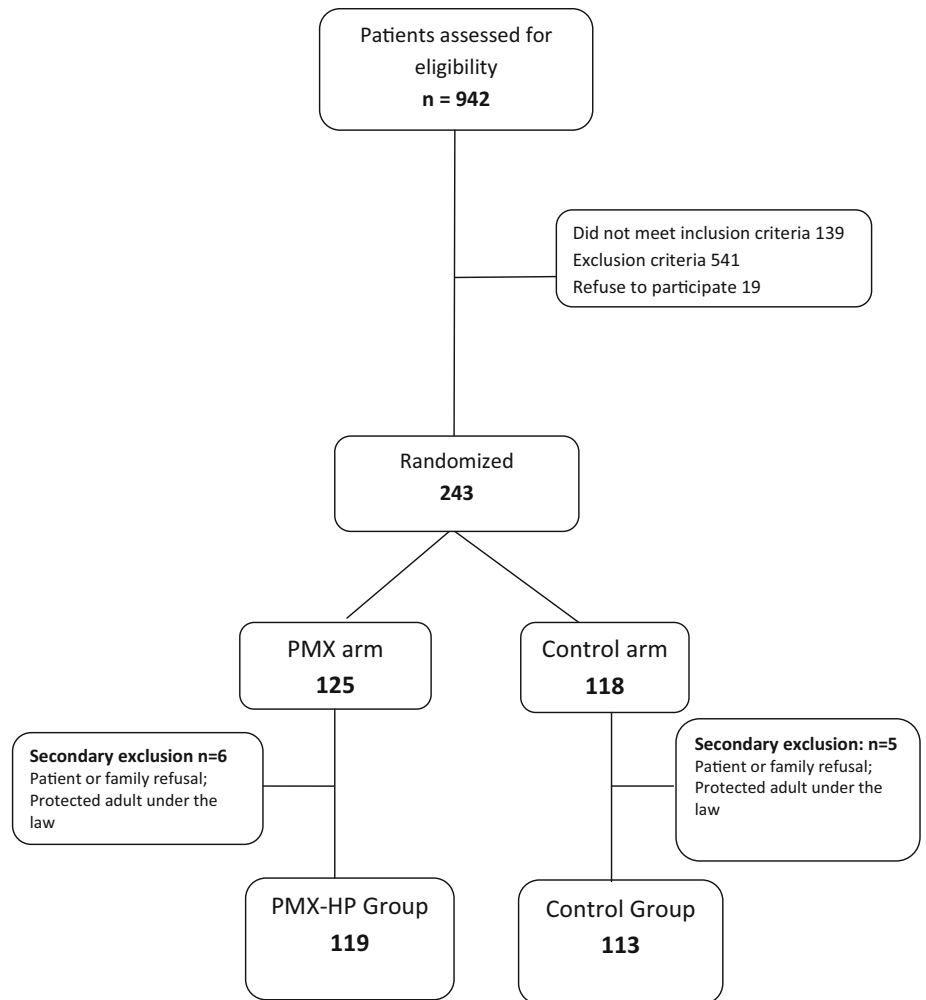 Patients assessed for
eligibility
n = 942
Did not meet inclusion criteria 139
Exclusion criteria 541
Refuse to participate 19
Randomized
243
PMX arm
125
Control arm
118
Secondary exclusion n=6
Patient or family refusal;
Protected adult under the
law
Secondary exclusion: n=5
Patient or family refusal;
Protected adult under the
law
PMX-HP Group
119
Control Group
113